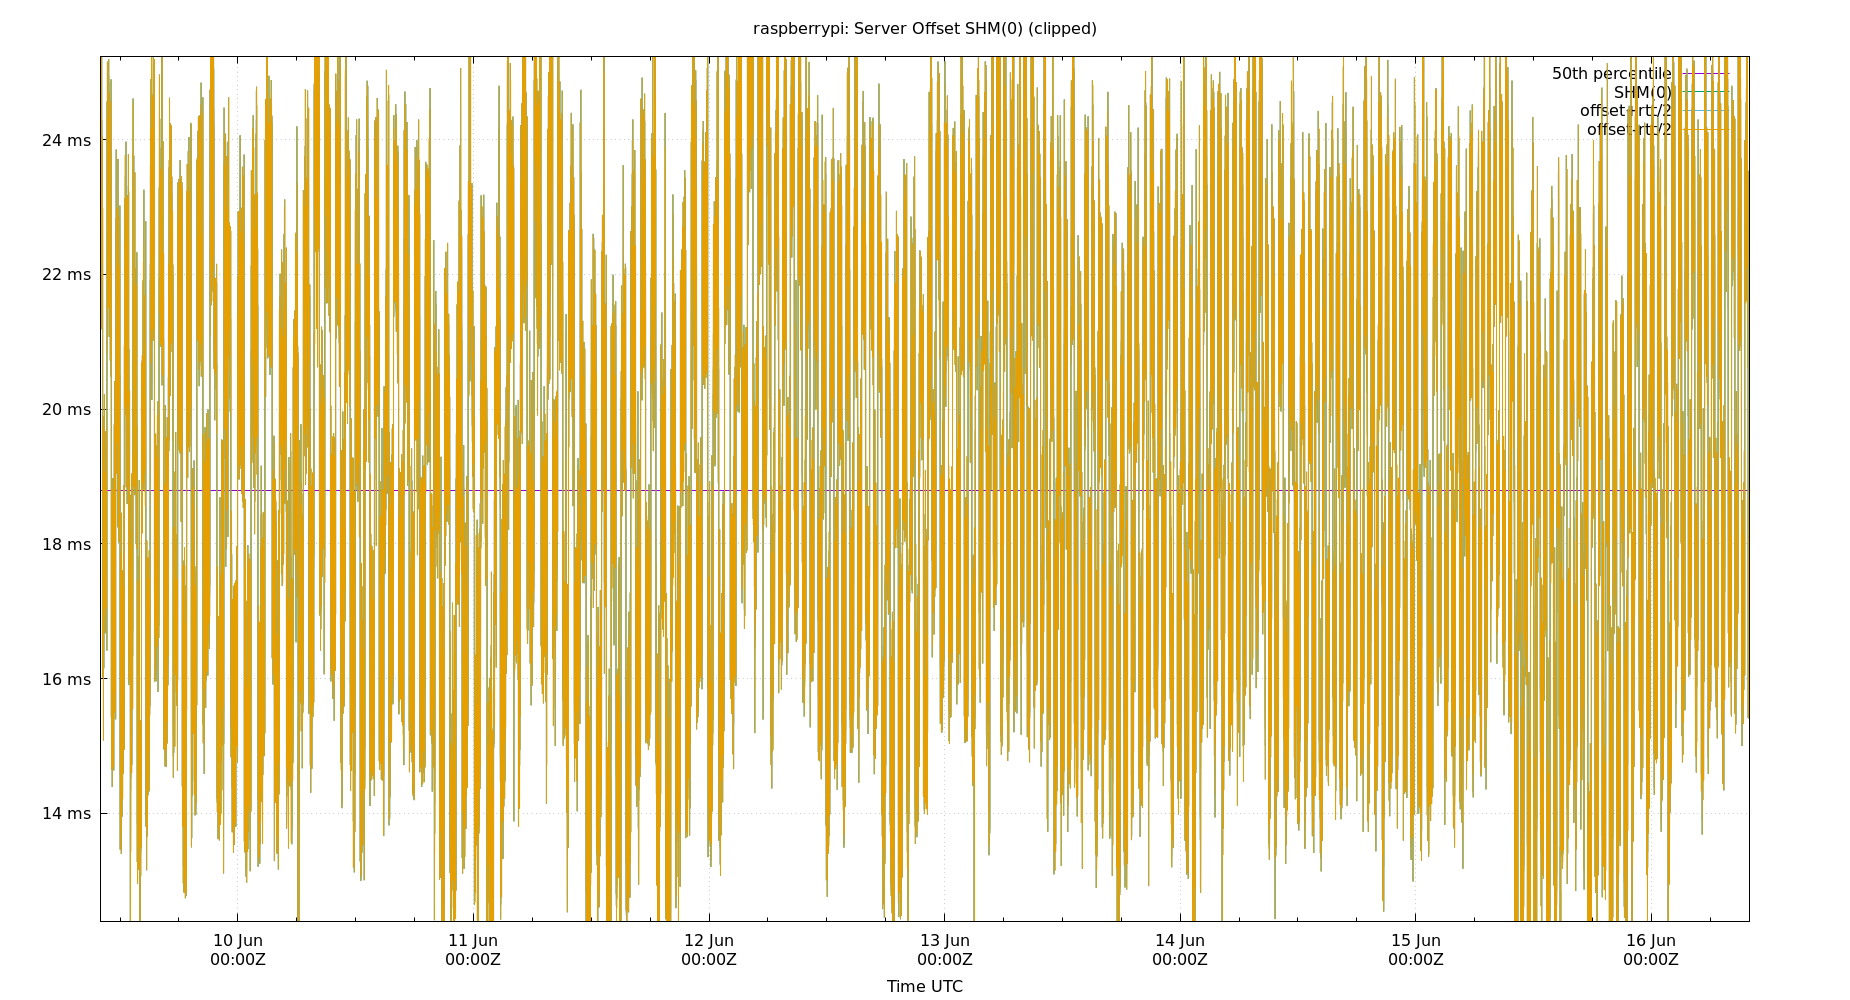 raspberrypi: Server Offset SHM(0) (clipped)
50th percentile
SHM(0)
offset+rtt/2
offset-rtt/2
24 ms
22 ms
20 ms
18 ms
16 ms
14 ms
10 Jun 11 Jun 12 Jun 13 Jun 14 Jun 15 Jun 16 Jun
00:00Z 00:00Z 00:00Z 00:00Z 00:00Z 00:00Z 00:00Z
Time UTC